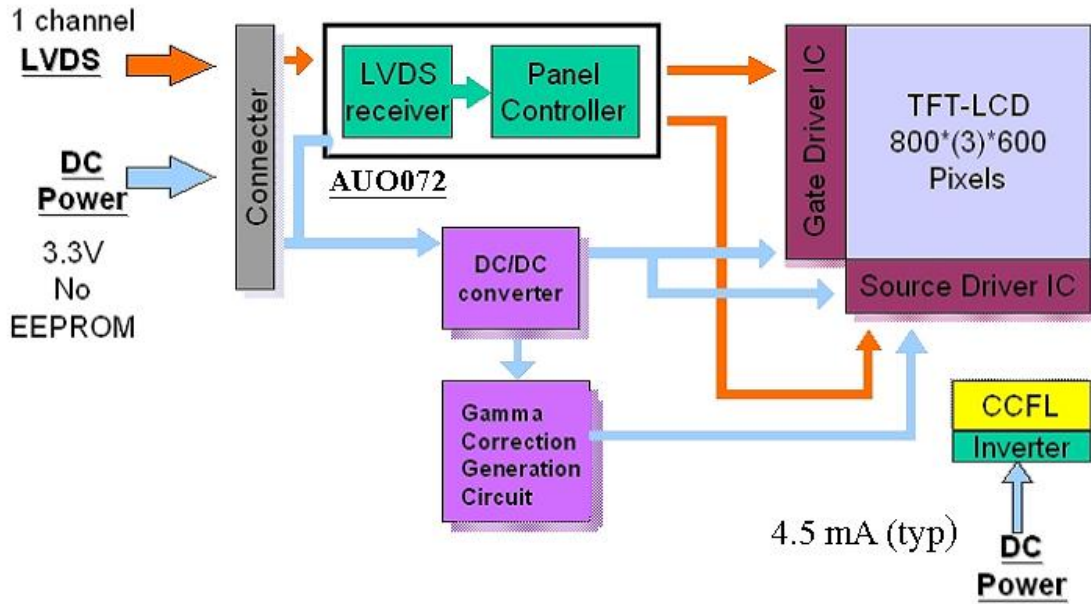 1 channel
LVDS
DC
Power
3.3V
No
EEPROM
Connecter
LVDS
receiver
Panel
Controller
AUO072
DC/DC
converter
Gamma
Correction
Generation
Circuit
Gate Driver IC
TFT-LCD
800*(3)*600
Pixels
Source Driver IC
CCFL
Inverter
4.5 mA (typ)
DC
Power